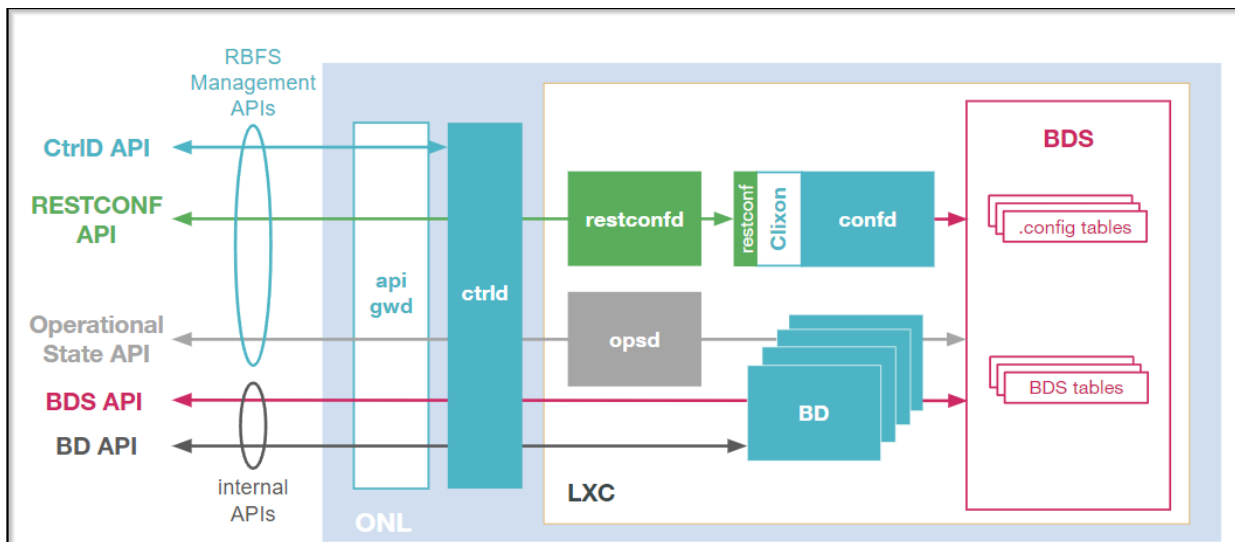 RBFS
Management
APIs
CtrlD API
RESTCONF
API
Operational
State API
BDS API
BD API
internal
APIs
api
gwd
ctrld
ONL
restconfd
restconf
Clixon
confd
opsd
BD
LXC
BDS
.config tables
BDS tables